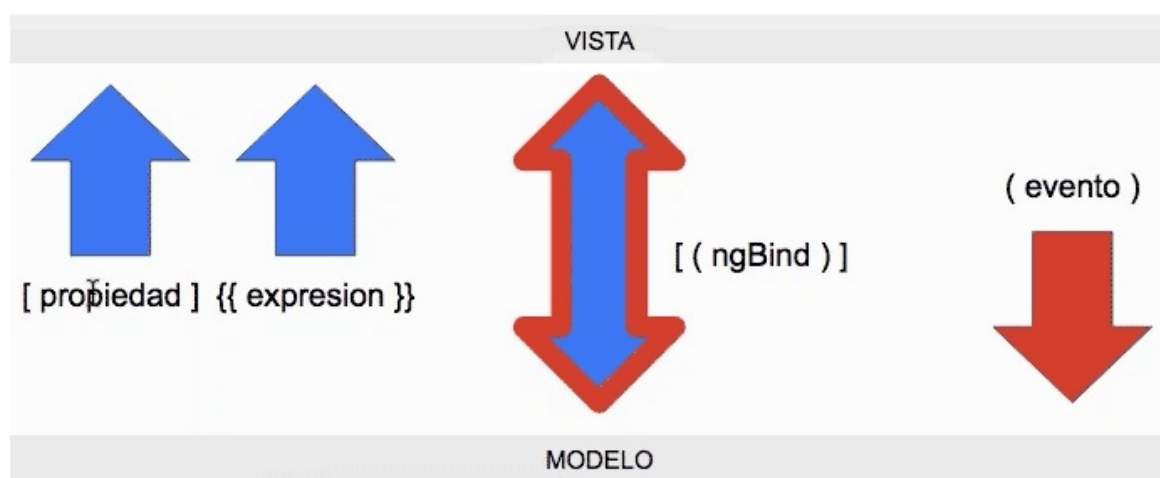 VISTA
( evento )
[ ( ngBind ) ]
[ propiedad ] {{ expresion }}
MODELO